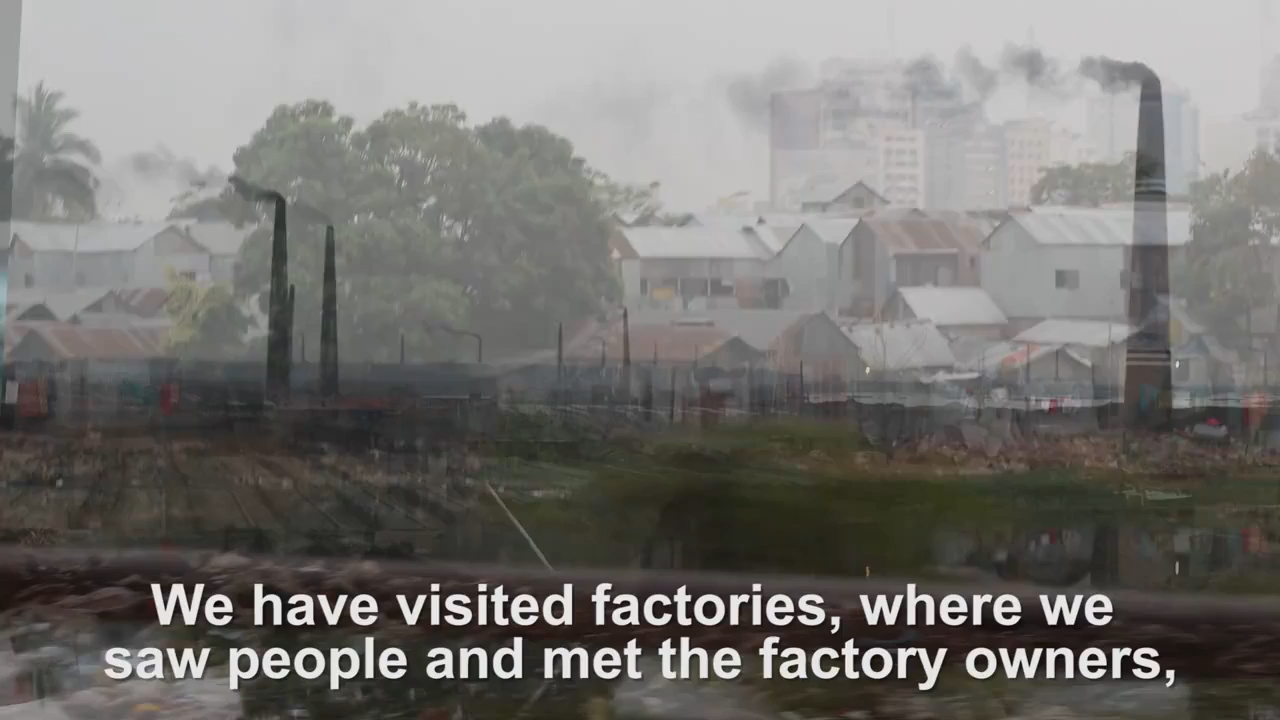 We have visited factories, where we
saw people and met the factory owners,